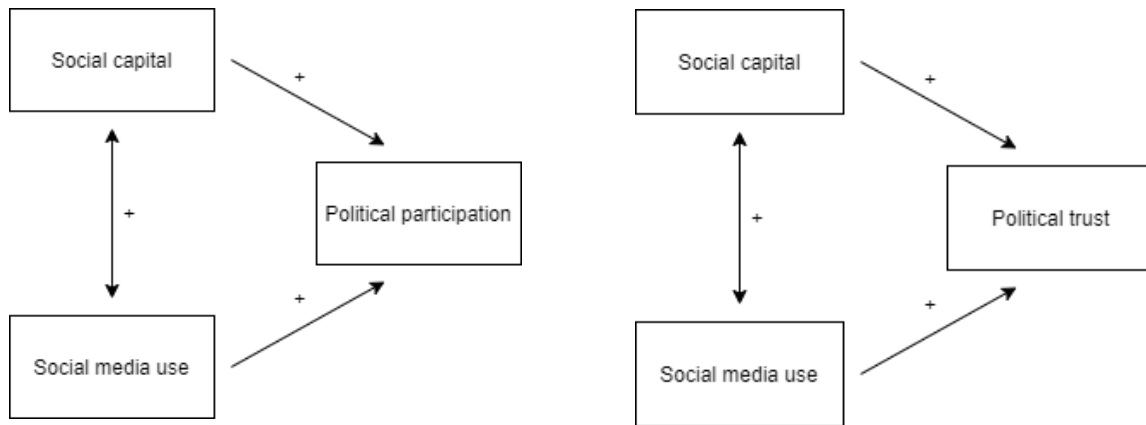 Social capital
+
+
Political participation
+
Social media use
Social capital
+
+
Political trust
+
Social media use